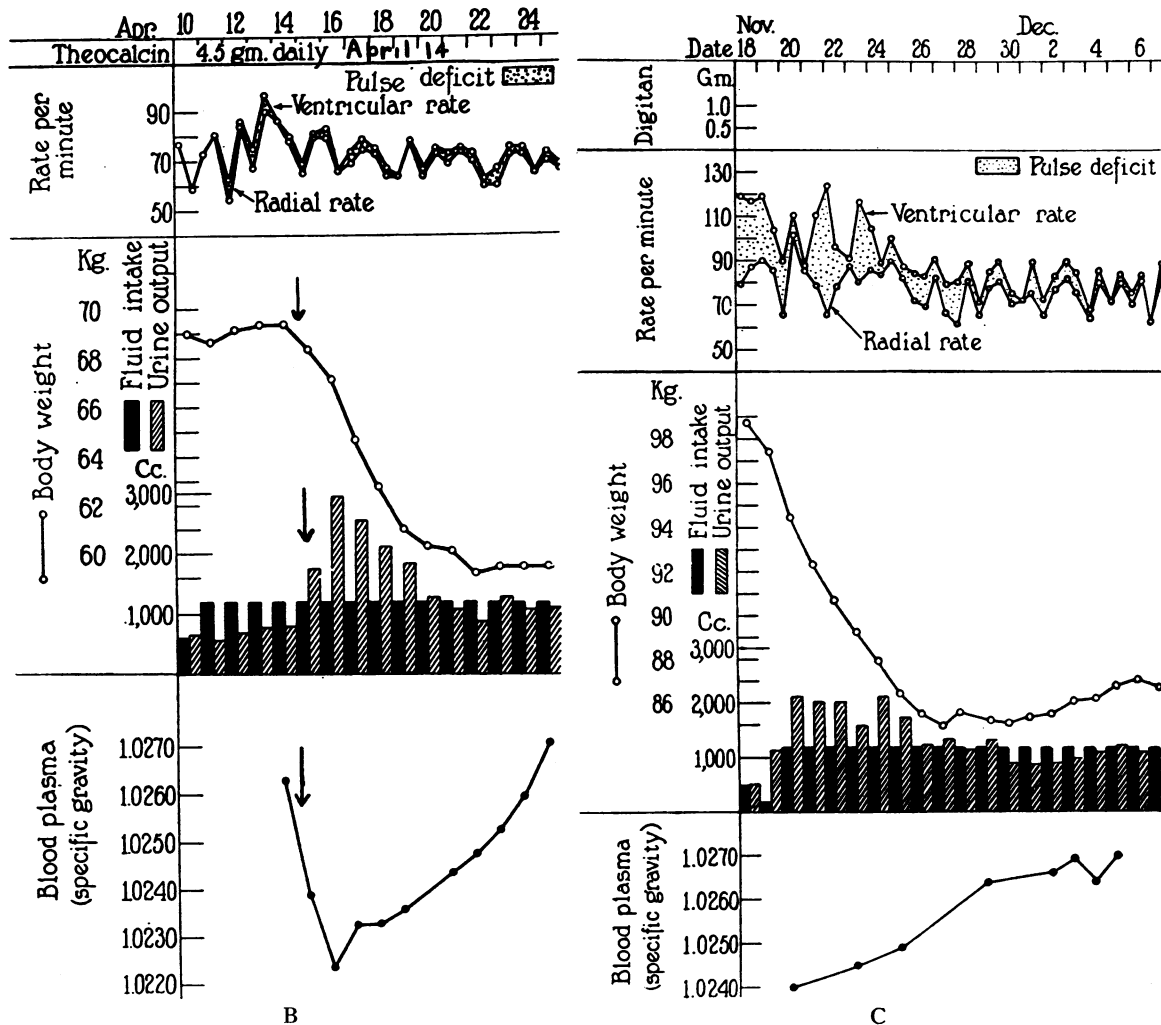 Apr. 10 12 14 16 18 20 22 24
Theocalcin 4.5 gm. daily April 14
Pulse deficit
Ventricular rate
Radial rate
Rate per minute
90
70
50
Kg.
70
68
66
64
62
60
Body weight
Fluid intake
Urine output
Cc.
3,000
2,000
1,000
Blood plasma
(specific gravity)
1.0270
1.0260
1.0250
1.0240
1.0230
1.0220
B
Nov. Dec.
Date 18 20 22 24 26 28 30 2 4 6
Digitan
Gm.
1.0
0.5
Pulse deficit
Ventricular rate
Radial rate
Rate per minute
130
110
90
70
50
Kg.
98
96
94
92
90
88
86
Body weight
Fluid intake
Urine output
Cc.
3,000
2,000
1,000
Blood plasma
(specific gravity)
1.0270
1.0260
1.0250
1.0240
C